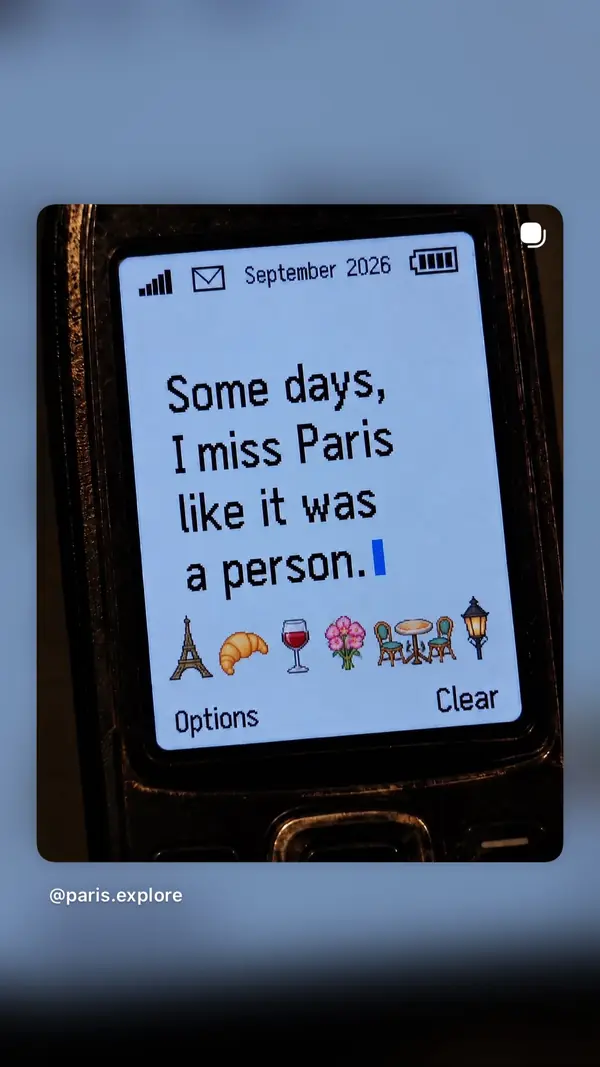 September 2026
Some days,
I miss Paris
like it was
a person.
Options
Clear
@paris.explore